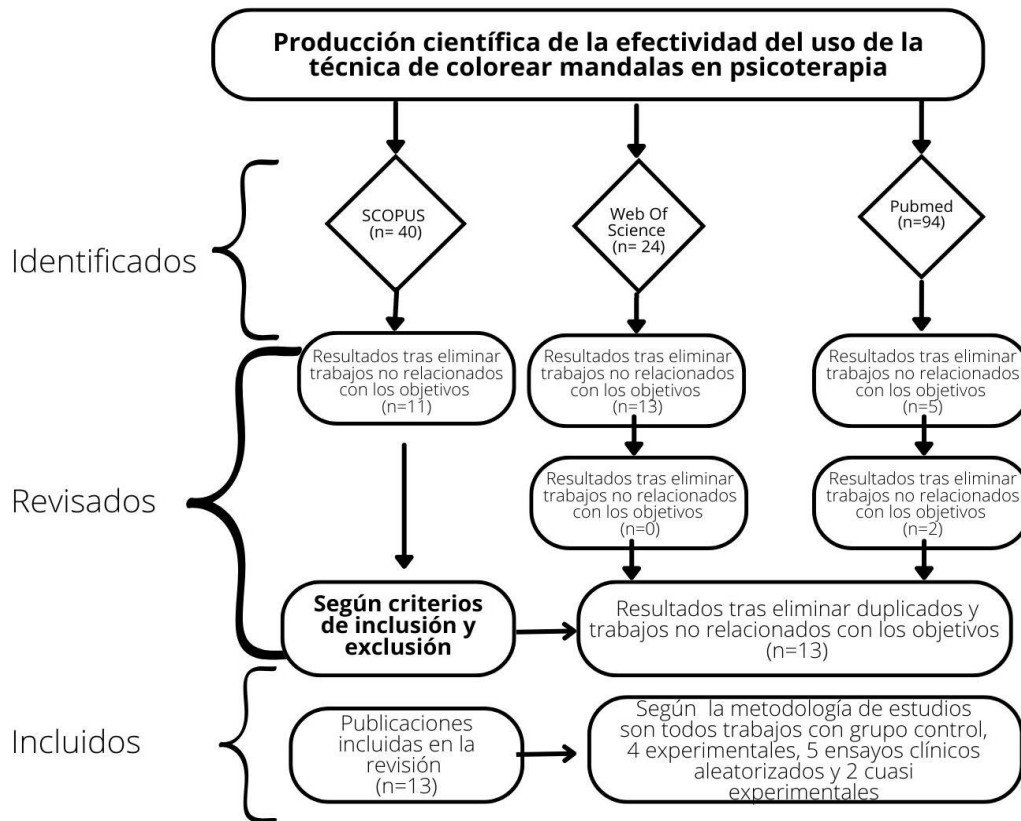 Producción científica de la efectividad del uso de la
técnica de colorear mandalas en psicoterapia
Identificados
SCOPUS
(n= 40)
Web Of
Science
(n= 24)
Pubmed
(n=94)
Revisados
Resultados tras eliminar
trabajos no relacionados
con los objetivos
(n=11)
Resultados tras eliminar
trabajos no relacionados
con los objetivos
(n=13)
Resultados tras eliminar
trabajos no relacionados
con los objetivos
(n=5)
Resultados tras eliminar
trabajos no relacionados
con los objetivos
(n=0)
Resultados tras eliminar
trabajos no relacionados
con los objetivos
(n=2)
Según criterios
de inclusión y
exclusión
Resultados tras eliminar duplicados y
trabajos no relacionados con los objetivos
(n=13)
Incluidos
Publicaciones
incluidas en la
revisión
(n=13)
Según la metodología de estudios
son todos trabajos con grupo control,
4 experimentales, 5 ensayos clínicos
aleatorizados y 2 cuasi
experimentales